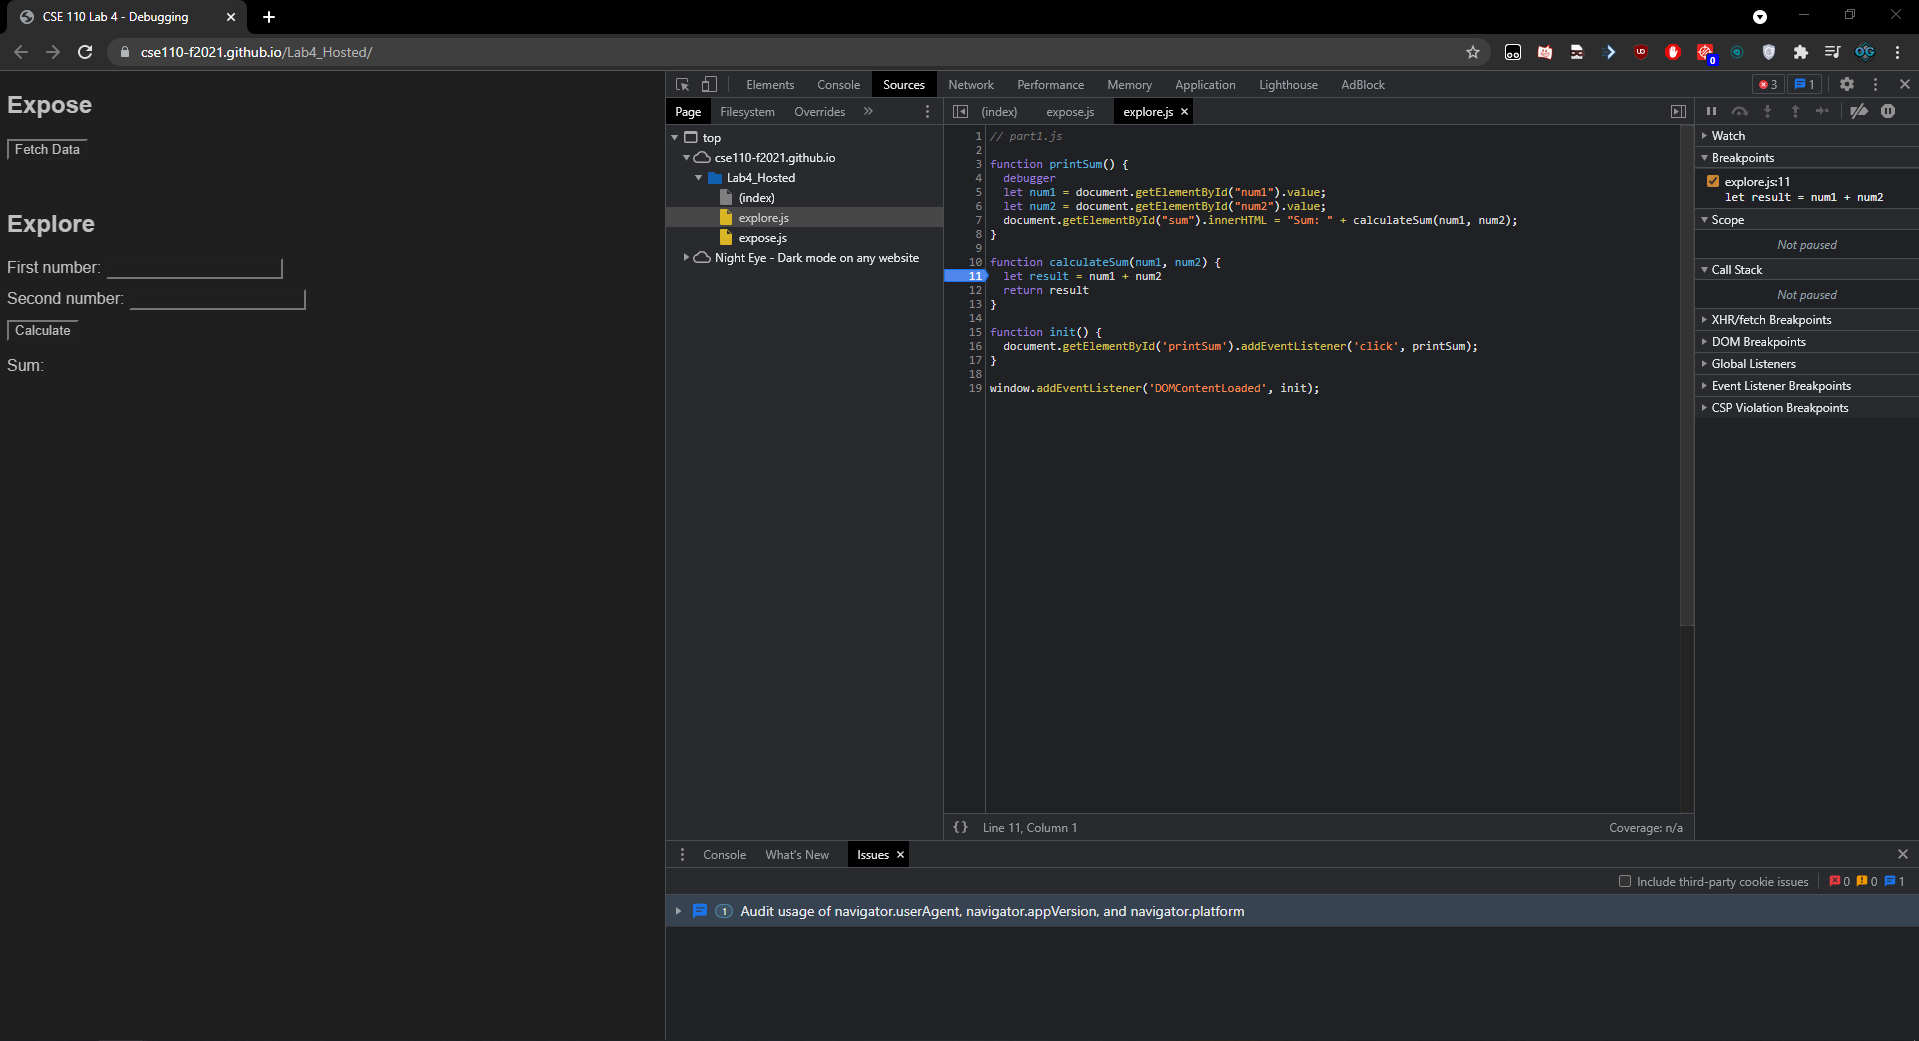 CSE 110 Lab 4 - Debugging
cse110-f2021.github.io/Lab4_Hosted/
0
Expose
Fetch Data
Explore
First number:
Second number:
Calculate
Sum:
Elements Console Sources Network Performance Memory Application Lighthouse AdBlock
3 1
Page Filesystem Overrides »
top
cse110-f2021.github.io
Lab4_Hosted
(index)
explore.js
expose.js
Night Eye - Dark mode on any website
(index) expose.js explore.js
1 // part1.js
2
3 function printSum() {
4 debugger
5 let num1 = document.getElementById("num1").value;
6 let num2 = document.getElementById("num2").value;
7 document.getElementById("sum").innerHTML = "Sum: " + calculateSum(num1, num2);
8 }
9
10 function calculateSum(num1, num2) {
11 let result = num1 + num2
12 return result
13 }
14
15 function init() {
16 document.getElementById('printSum').addEventListener('click', printSum);
17 }
18
19 window.addEventListener('DOMContentLoaded', init);
{} Line 11, Column 1
Coverage: n/a
Watch
Breakpoints
explore.js:11
let result = num1 + num2
Scope
Not paused
Call Stack
Not paused
XHR/fetch Breakpoints
DOM Breakpoints
Global Listeners
Event Listener Breakpoints
CSP Violation Breakpoints
Console What's New Issues
Include third-party cookie issues 0 0 1
1 Audit usage of navigator.userAgent, navigator.appVersion, and navigator.platform